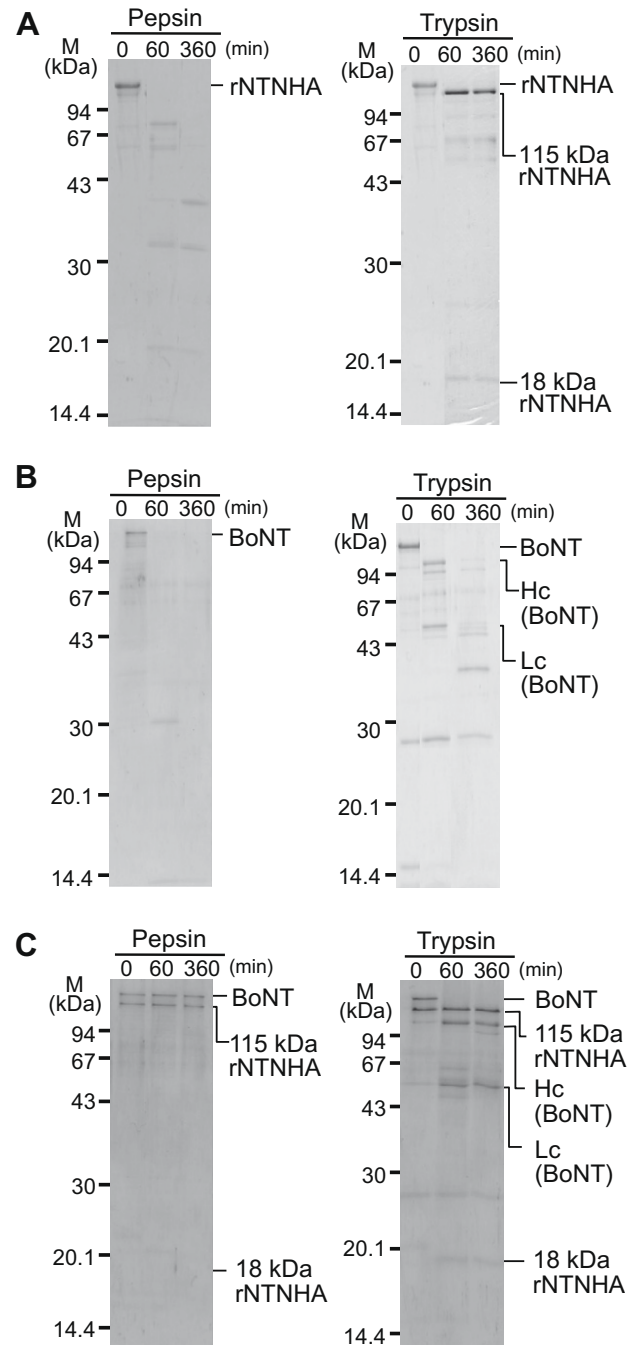 A
Pepsin
M
(kDa)
0 60 360 (min)
rNTNHA
94
67
43
30
20.1
14.4
Trypsin
M
(kDa)
0 60 360 (min)
rNTNHA
94
67
115 kDa
rNTNHA
43
30
20.1
18 kDa
rNTNHA
14.4
B
Pepsin
0 60 360 (min)
M
(kDa)
BoNT
94
67
43
30
20.1
14.4
Trypsin
0 60 360 (min)
M
(kDa)
BoNT
94
Hc
(BoNT)
67
43
Lc
(BoNT)
30
20.1
14.4
C
Pepsin
0 60 360 (min)
M
(kDa)
BoNT
94
115 kDa
rNTNHA
67
43
30
20.1
18 kDa
rNTNHA
14.4
Trypsin
0 60 360 (min)
M
(kDa)
BoNT
94
115 kDa
rNTNHA
67
Hc
(BoNT)
43
Lc
(BoNT)
30
20.1
18 kDa
rNTNHA
14.4